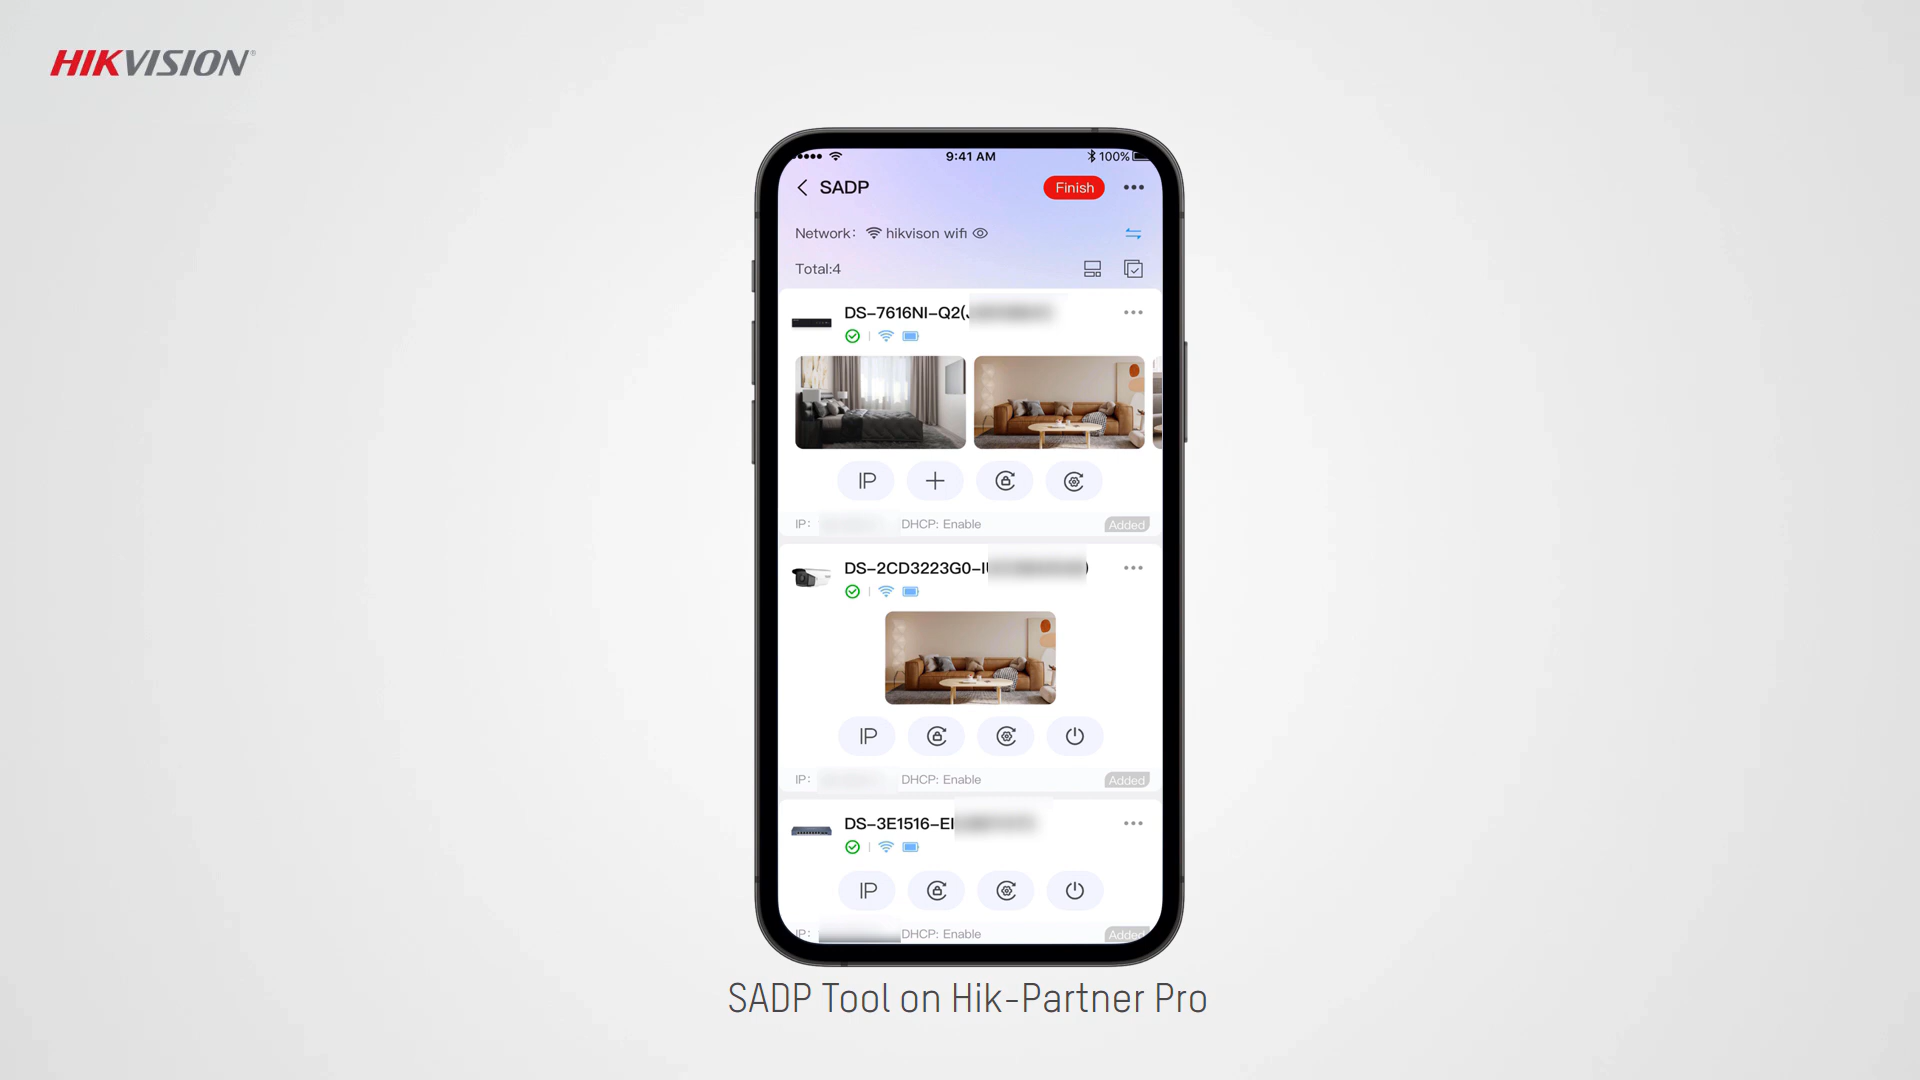 HIKVISION®
9:41 AM
100%
SADP
Finish
Network: hikvison wifi
Total:4
DS-7616NI-Q2(
IP
IP: DHCP: Enable
Added
DS-2CD3223G0-I )
IP
IP: DHCP: Enable
Added
DS-3E1516-EI
IP
IP: DHCP: Enable
Added
SADP Tool on Hik-Partner Pro